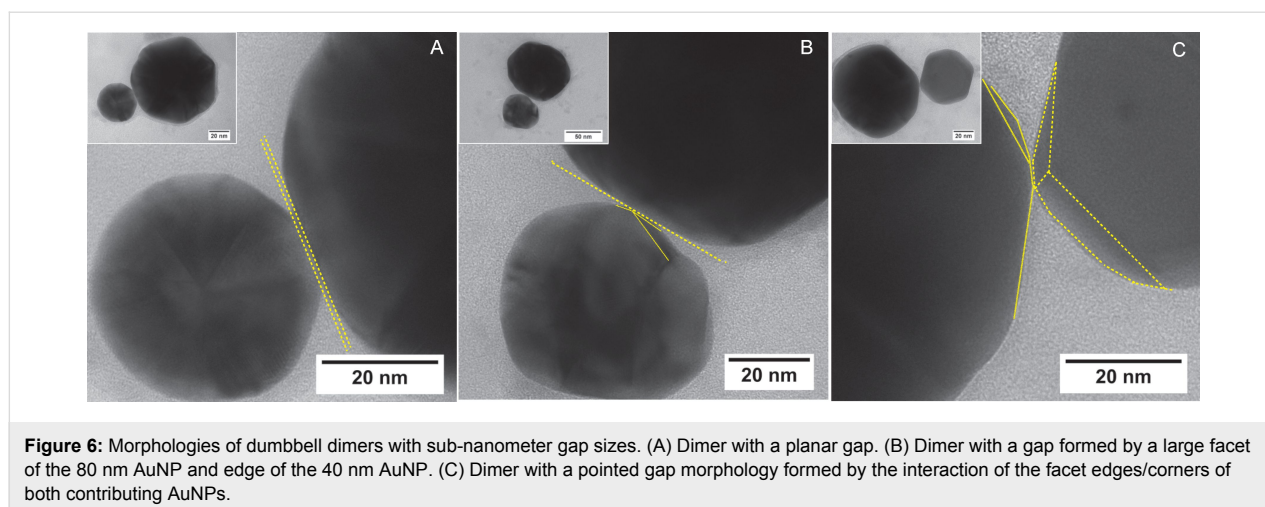 A
20 nm
20 nm
B
50 nm
20 nm
C
20 nm
20 nm
Figure 6: Morphologies of dumbbell dimers with sub-nanometer gap sizes. (A) Dimer with a planar gap. (B) Dimer with a gap formed by a large facet
of the 80 nm AuNP and edge of the 40 nm AuNP. (C) Dimer with a pointed gap morphology formed by the interaction of the facet edges/corners of
both contributing AuNPs.